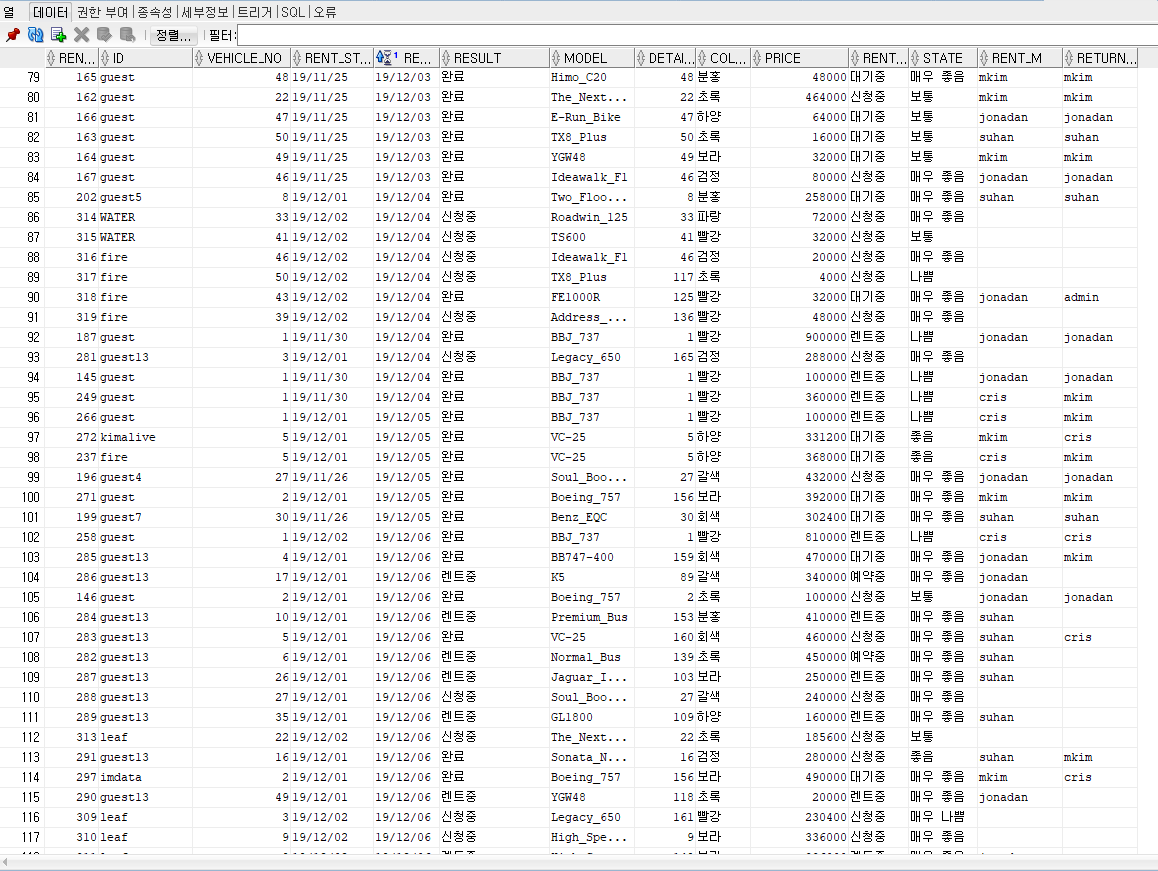 열 데이터 권한 부여 종속성 세부정보 트리거 SQL 오류
정렬... 필터:
REN... ID VEHICLE_NO RENT_ST... 1 RE... RESULT MODEL DETAI... COL... PRICE RENT... STATE RENT_M RETURN...
79 165 guest 48 19/11/25 19/12/03 완료 Himo_C20 48 분홍 48000 대기중 매우 좋음 mkim mkim
80 162 guest 22 19/11/25 19/12/03 완료 The_Next... 22 초록 464000 신청중 보통 mkim mkim
81 166 guest 47 19/11/25 19/12/03 완료 E-Run_Bike 47 하양 64000 대기중 보통 jonadan jonadan
82 163 guest 50 19/11/25 19/12/03 완료 TX8_Plus 50 초록 16000 대기중 보통 suhan suhan
83 164 guest 49 19/11/25 19/12/03 완료 YGW48 49 보라 32000 대기중 보통 mkim mkim
84 167 guest 46 19/11/25 19/12/03 완료 Ideawalk_F1 46 검정 80000 신청중 매우 좋음 jonadan jonadan
85 202 guest5 8 19/12/01 19/12/04 완료 Two_Floo... 8 분홍 258000 대기중 매우 좋음 suhan suhan
86 314 WATER 33 19/12/02 19/12/04 신청중 Roadwin_125 33 파랑 72000 신청중 매우 좋음
87 315 WATER 41 19/12/02 19/12/04 신청중 TS600 41 빨강 32000 신청중 보통
88 316 fire 46 19/12/02 19/12/04 신청중 Ideawalk_F1 46 검정 20000 신청중 매우 좋음
89 317 fire 50 19/12/02 19/12/04 신청중 TX8_Plus 117 초록 4000 신청중 나쁨
90 318 fire 43 19/12/02 19/12/04 완료 FE1000R 125 빨강 32000 대기중 매우 좋음 jonadan admin
91 319 fire 39 19/12/02 19/12/04 신청중 Address_... 136 빨강 48000 신청중 매우 좋음
92 187 guest 1 19/11/30 19/12/04 완료 BBJ_737 1 빨강 900000 렌트중 나쁨 jonadan jonadan
93 281 guest13 3 19/12/01 19/12/04 신청중 Legacy_650 165 검정 288000 신청중 매우 좋음
94 145 guest 1 19/11/30 19/12/04 완료 BBJ_737 1 빨강 100000 렌트중 나쁨 jonadan jonadan
95 249 guest 1 19/11/30 19/12/04 완료 BBJ_737 1 빨강 360000 렌트중 나쁨 cris mkim
96 266 guest 1 19/12/01 19/12/05 완료 BBJ_737 1 빨강 100000 렌트중 나쁨 cris mkim
97 272 kimalive 5 19/12/01 19/12/05 완료 VC-25 5 하양 331200 대기중 좋음 mkim cris
98 237 fire 5 19/12/01 19/12/05 완료 VC-25 5 하양 368000 대기중 좋음 cris mkim
99 196 guest4 27 19/11/26 19/12/05 완료 Soul_Boo... 27 갈색 432000 신청중 매우 좋음 jonadan jonadan
100 271 guest 2 19/12/01 19/12/05 완료 Boeing_757 156 보라 392000 대기중 매우 좋음 mkim mkim
101 199 guest7 30 19/11/26 19/12/05 완료 Benz_EQC 30 회색 302400 대기중 매우 좋음 suhan suhan
102 258 guest 1 19/12/02 19/12/06 완료 BBJ_737 1 빨강 810000 렌트중 나쁨 cris cris
103 285 guest13 4 19/12/01 19/12/06 완료 BB747-400 159 회색 470000 대기중 매우 좋음 jonadan mkim
104 286 guest13 17 19/12/01 19/12/06 렌트중 K5 89 갈색 340000 예약중 매우 좋음 jonadan
105 146 guest 2 19/12/01 19/12/06 완료 Boeing_757 2 초록 100000 신청중 보통 jonadan jonadan
106 284 guest13 10 19/12/01 19/12/06 렌트중 Premium_Bus 153 분홍 410000 렌트중 매우 좋음 suhan
107 283 guest13 5 19/12/01 19/12/06 완료 VC-25 160 회색 460000 신청중 매우 좋음 suhan cris
108 282 guest13 6 19/12/01 19/12/06 렌트중 Normal_Bus 139 초록 450000 예약중 매우 좋음 suhan
109 287 guest13 26 19/12/01 19/12/06 렌트중 Jaguar_I... 103 보라 250000 렌트중 매우 좋음 suhan
110 288 guest13 27 19/12/01 19/12/06 신청중 Soul_Boo... 27 갈색 240000 신청중 매우 좋음
111 289 guest13 35 19/12/01 19/12/06 렌트중 GL1800 109 하양 160000 렌트중 매우 좋음 suhan
112 313 leaf 22 19/12/02 19/12/06 신청중 The_Next... 22 초록 185600 신청중 보통
113 291 guest13 16 19/12/01 19/12/06 완료 Sonata_N... 16 검정 280000 신청중 좋음 suhan mkim
114 297 imdata 2 19/12/01 19/12/06 완료 Boeing_757 156 보라 490000 대기중 매우 좋음 mkim cris
115 290 guest13 49 19/12/01 19/12/06 렌트중 YGW48 118 초록 20000 렌트중 매우 좋음 jonadan
116 309 leaf 3 19/12/02 19/12/06 신청중 Legacy_650 161 빨강 230400 신청중 매우 나쁨
117 310 leaf 9 19/12/02 19/12/06 신청중 High_Spe... 9 보라 336000 신청중 매우 좋음